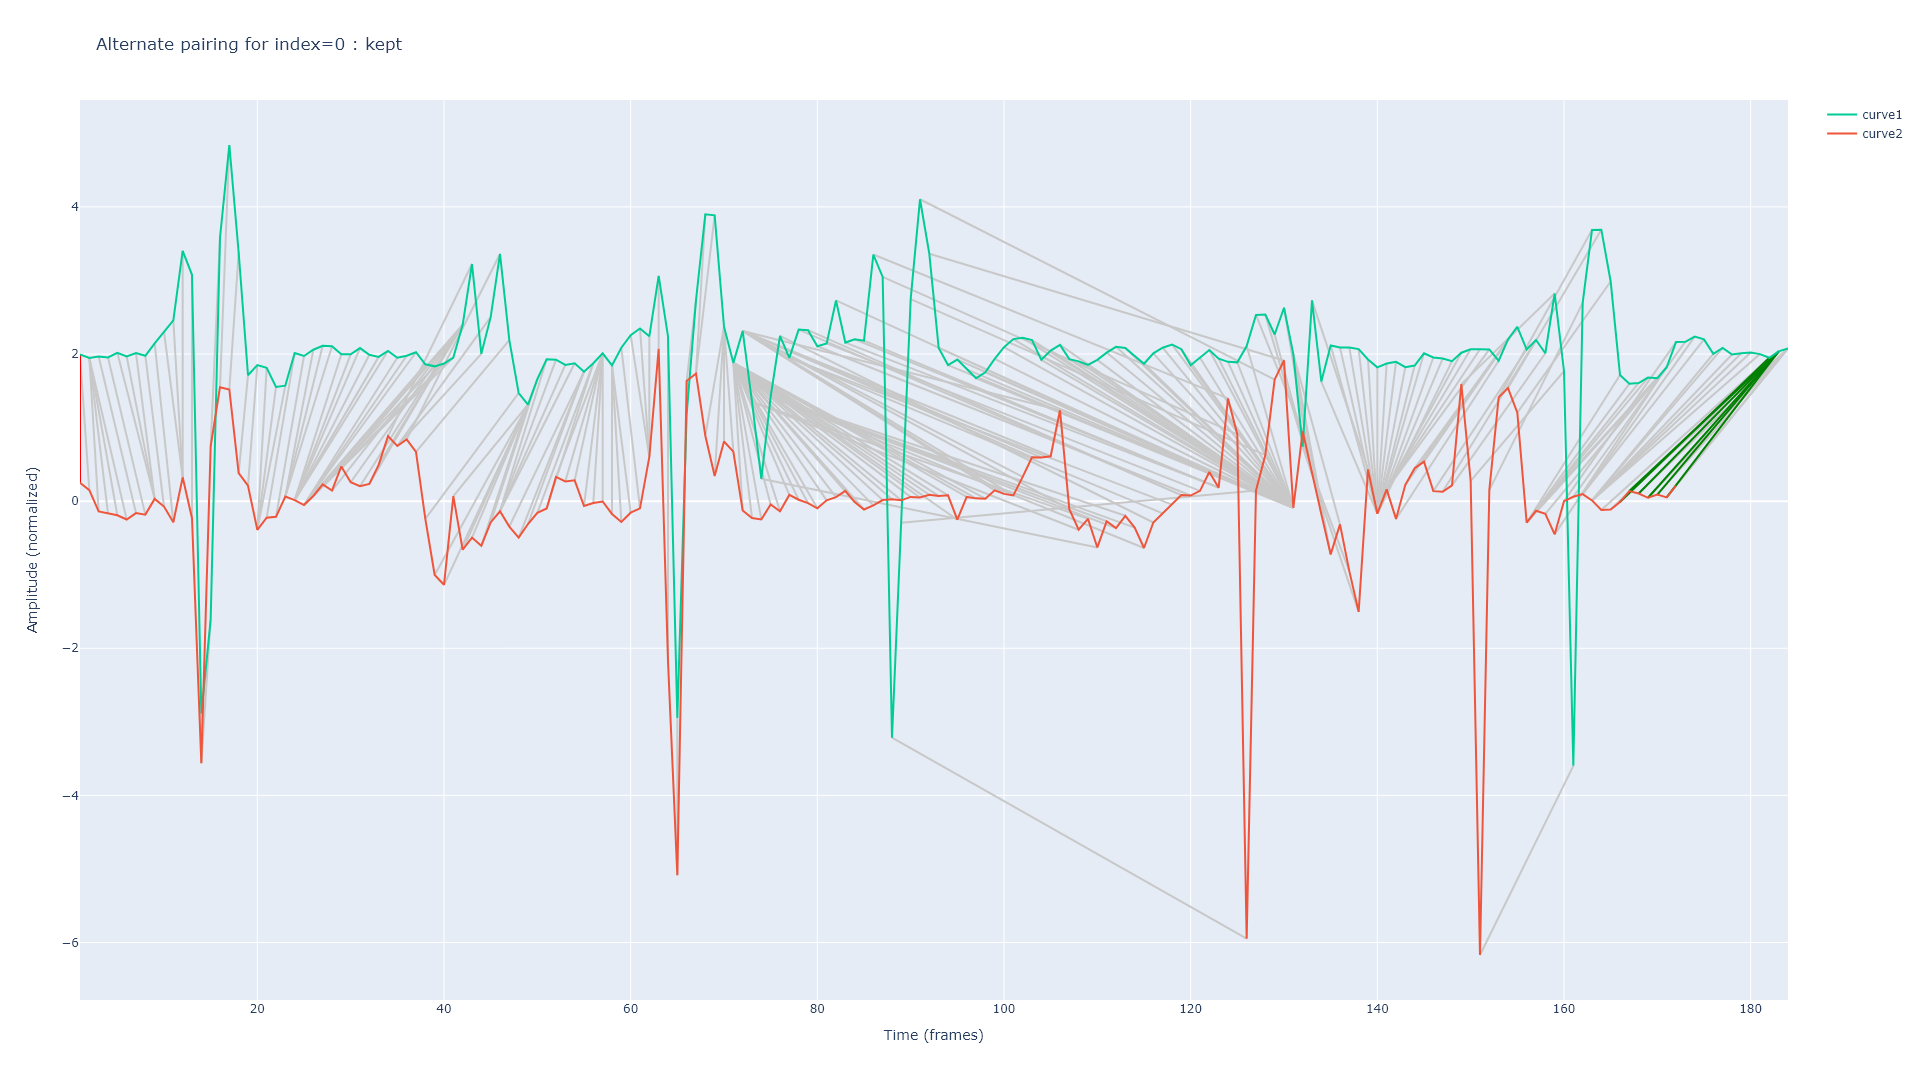 Alternate pairing for index=0 : kept
curve1
curve2
4
2
0
−2
−4
−6
Amplitude (normalized)
20 40 60 80 100 120 140 160 180
Time (frames)